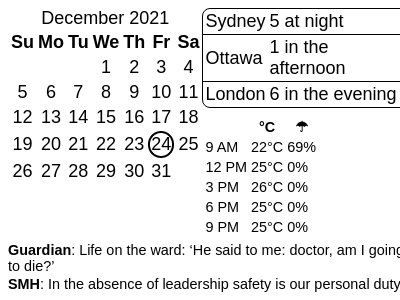 December 2021
Su Mo Tu We Th Fr Sa
1 2 3 4
5 6 7 8 9 10 11
12 13 14 15 16 17 18
19 20 21 22 23 24 25
26 27 28 29 30 31
Sydney 5 at night
Ottawa 1 in the
afternoon
London 6 in the evening
°C ☂
9 AM 22°C 69%
12 PM 25°C 0%
3 PM 26°C 0%
6 PM 25°C 0%
9 PM 25°C 0%
Guardian: Life on the ward: ‘He said to me: doctor, am I going
to die?’
SMH: In the absence of leadership safety is our personal duty